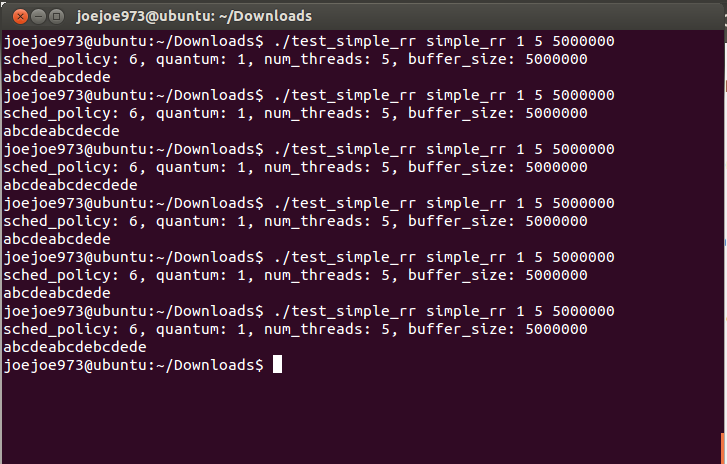 joejoe973@ubuntu: ~/Downloads
joejoe973@ubuntu:~/Downloads$ ./test_simple_rr simple_rr 1 5 5000000
sched_policy: 6, quantum: 1, num_threads: 5, buffer_size: 5000000
abcdeabcdede
joejoe973@ubuntu:~/Downloads$ ./test_simple_rr simple_rr 1 5 5000000
sched_policy: 6, quantum: 1, num_threads: 5, buffer_size: 5000000
abcdeabcdecde
joejoe973@ubuntu:~/Downloads$ ./test_simple_rr simple_rr 1 5 5000000
sched_policy: 6, quantum: 1, num_threads: 5, buffer_size: 5000000
abcdeabcdecdede
joejoe973@ubuntu:~/Downloads$ ./test_simple_rr simple_rr 1 5 5000000
sched_policy: 6, quantum: 1, num_threads: 5, buffer_size: 5000000
abcdeabcdede
joejoe973@ubuntu:~/Downloads$ ./test_simple_rr simple_rr 1 5 5000000
sched_policy: 6, quantum: 1, num_threads: 5, buffer_size: 5000000
abcdeabcdede
joejoe973@ubuntu:~/Downloads$ ./test_simple_rr simple_rr 1 5 5000000
sched_policy: 6, quantum: 1, num_threads: 5, buffer_size: 5000000
abcdeabcdebcdede
joejoe973@ubuntu:~/Downloads$